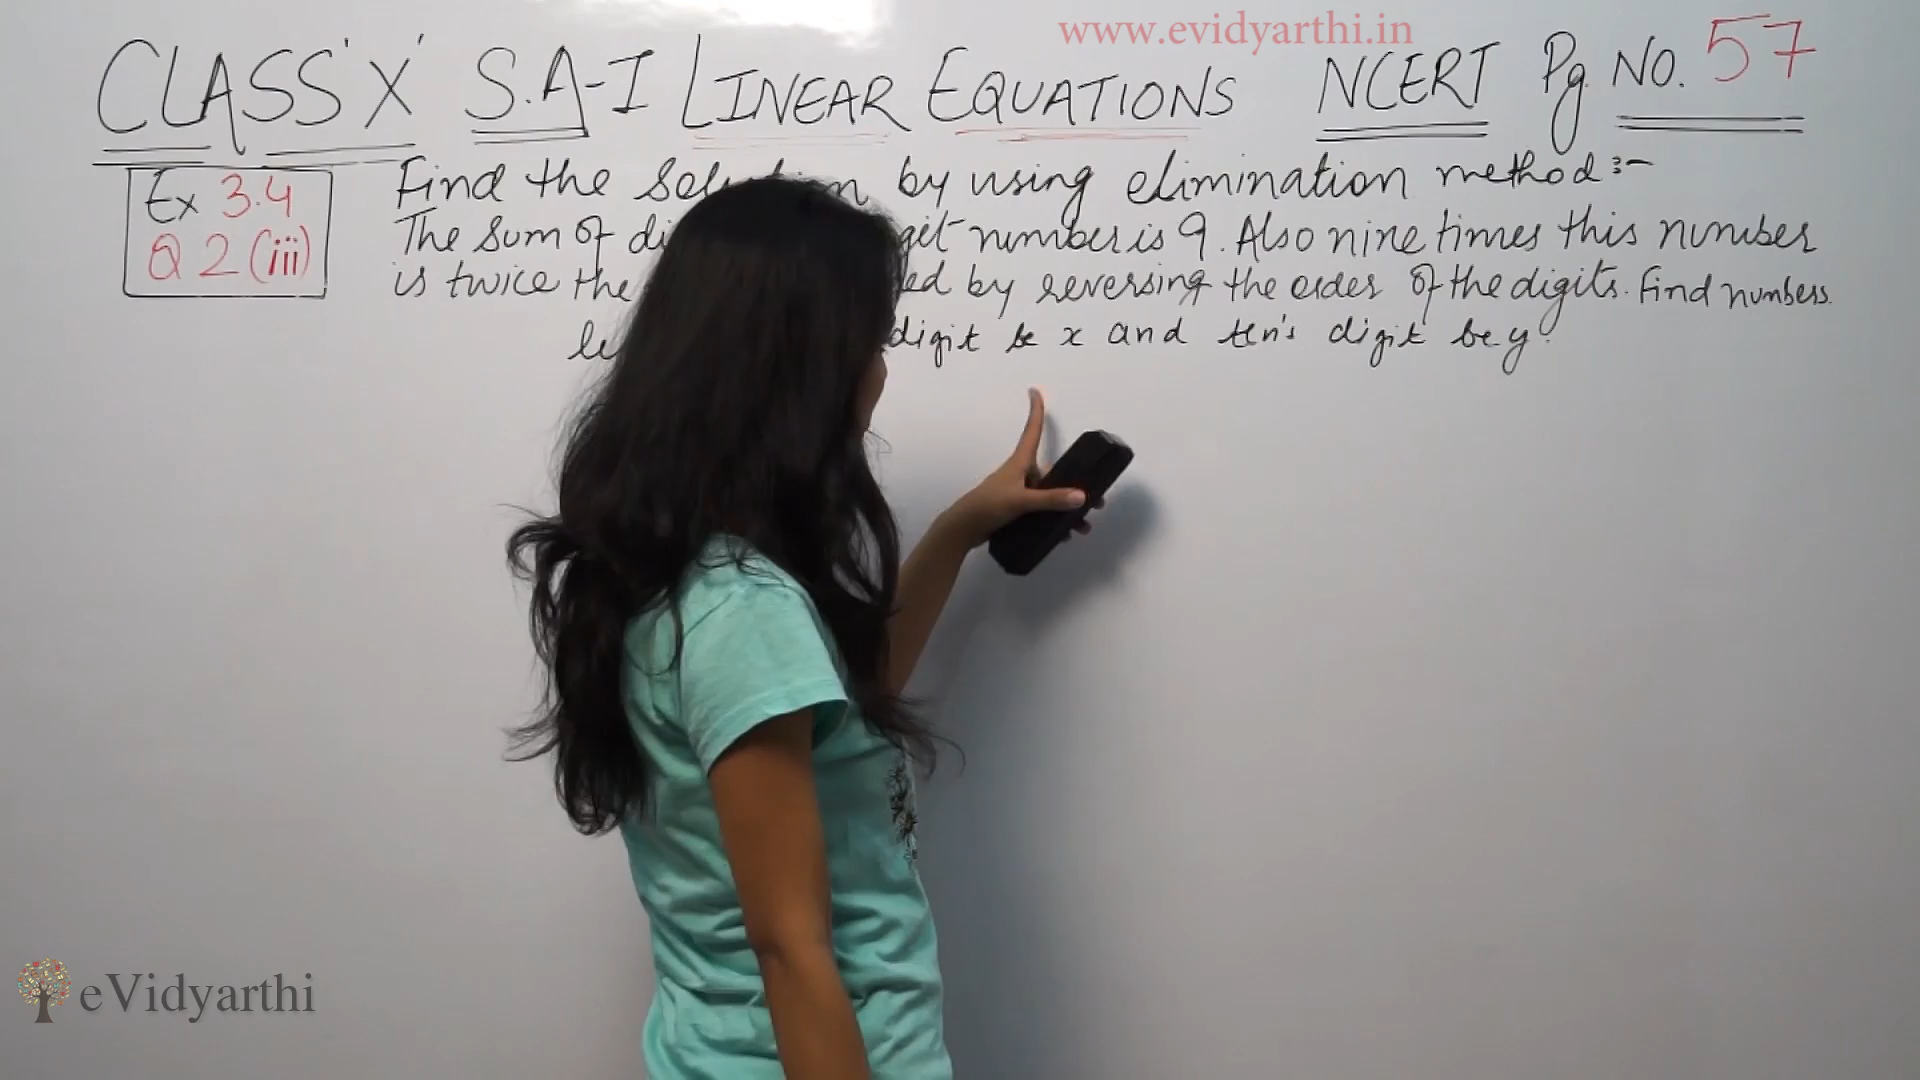 www.evidyarthi.in
CLASS 'X' S.A-I LINEAR EQUATIONS NCERT Pg NO. 57
Ex 3.4
Q 2 (iii)
Find the by using elimination method:-
The Sum of number is 9. Also nine times this number
is twice the by reversing the order of the digits. Find numbers.
digit be x and ten's digit be y.
eVidyarthi